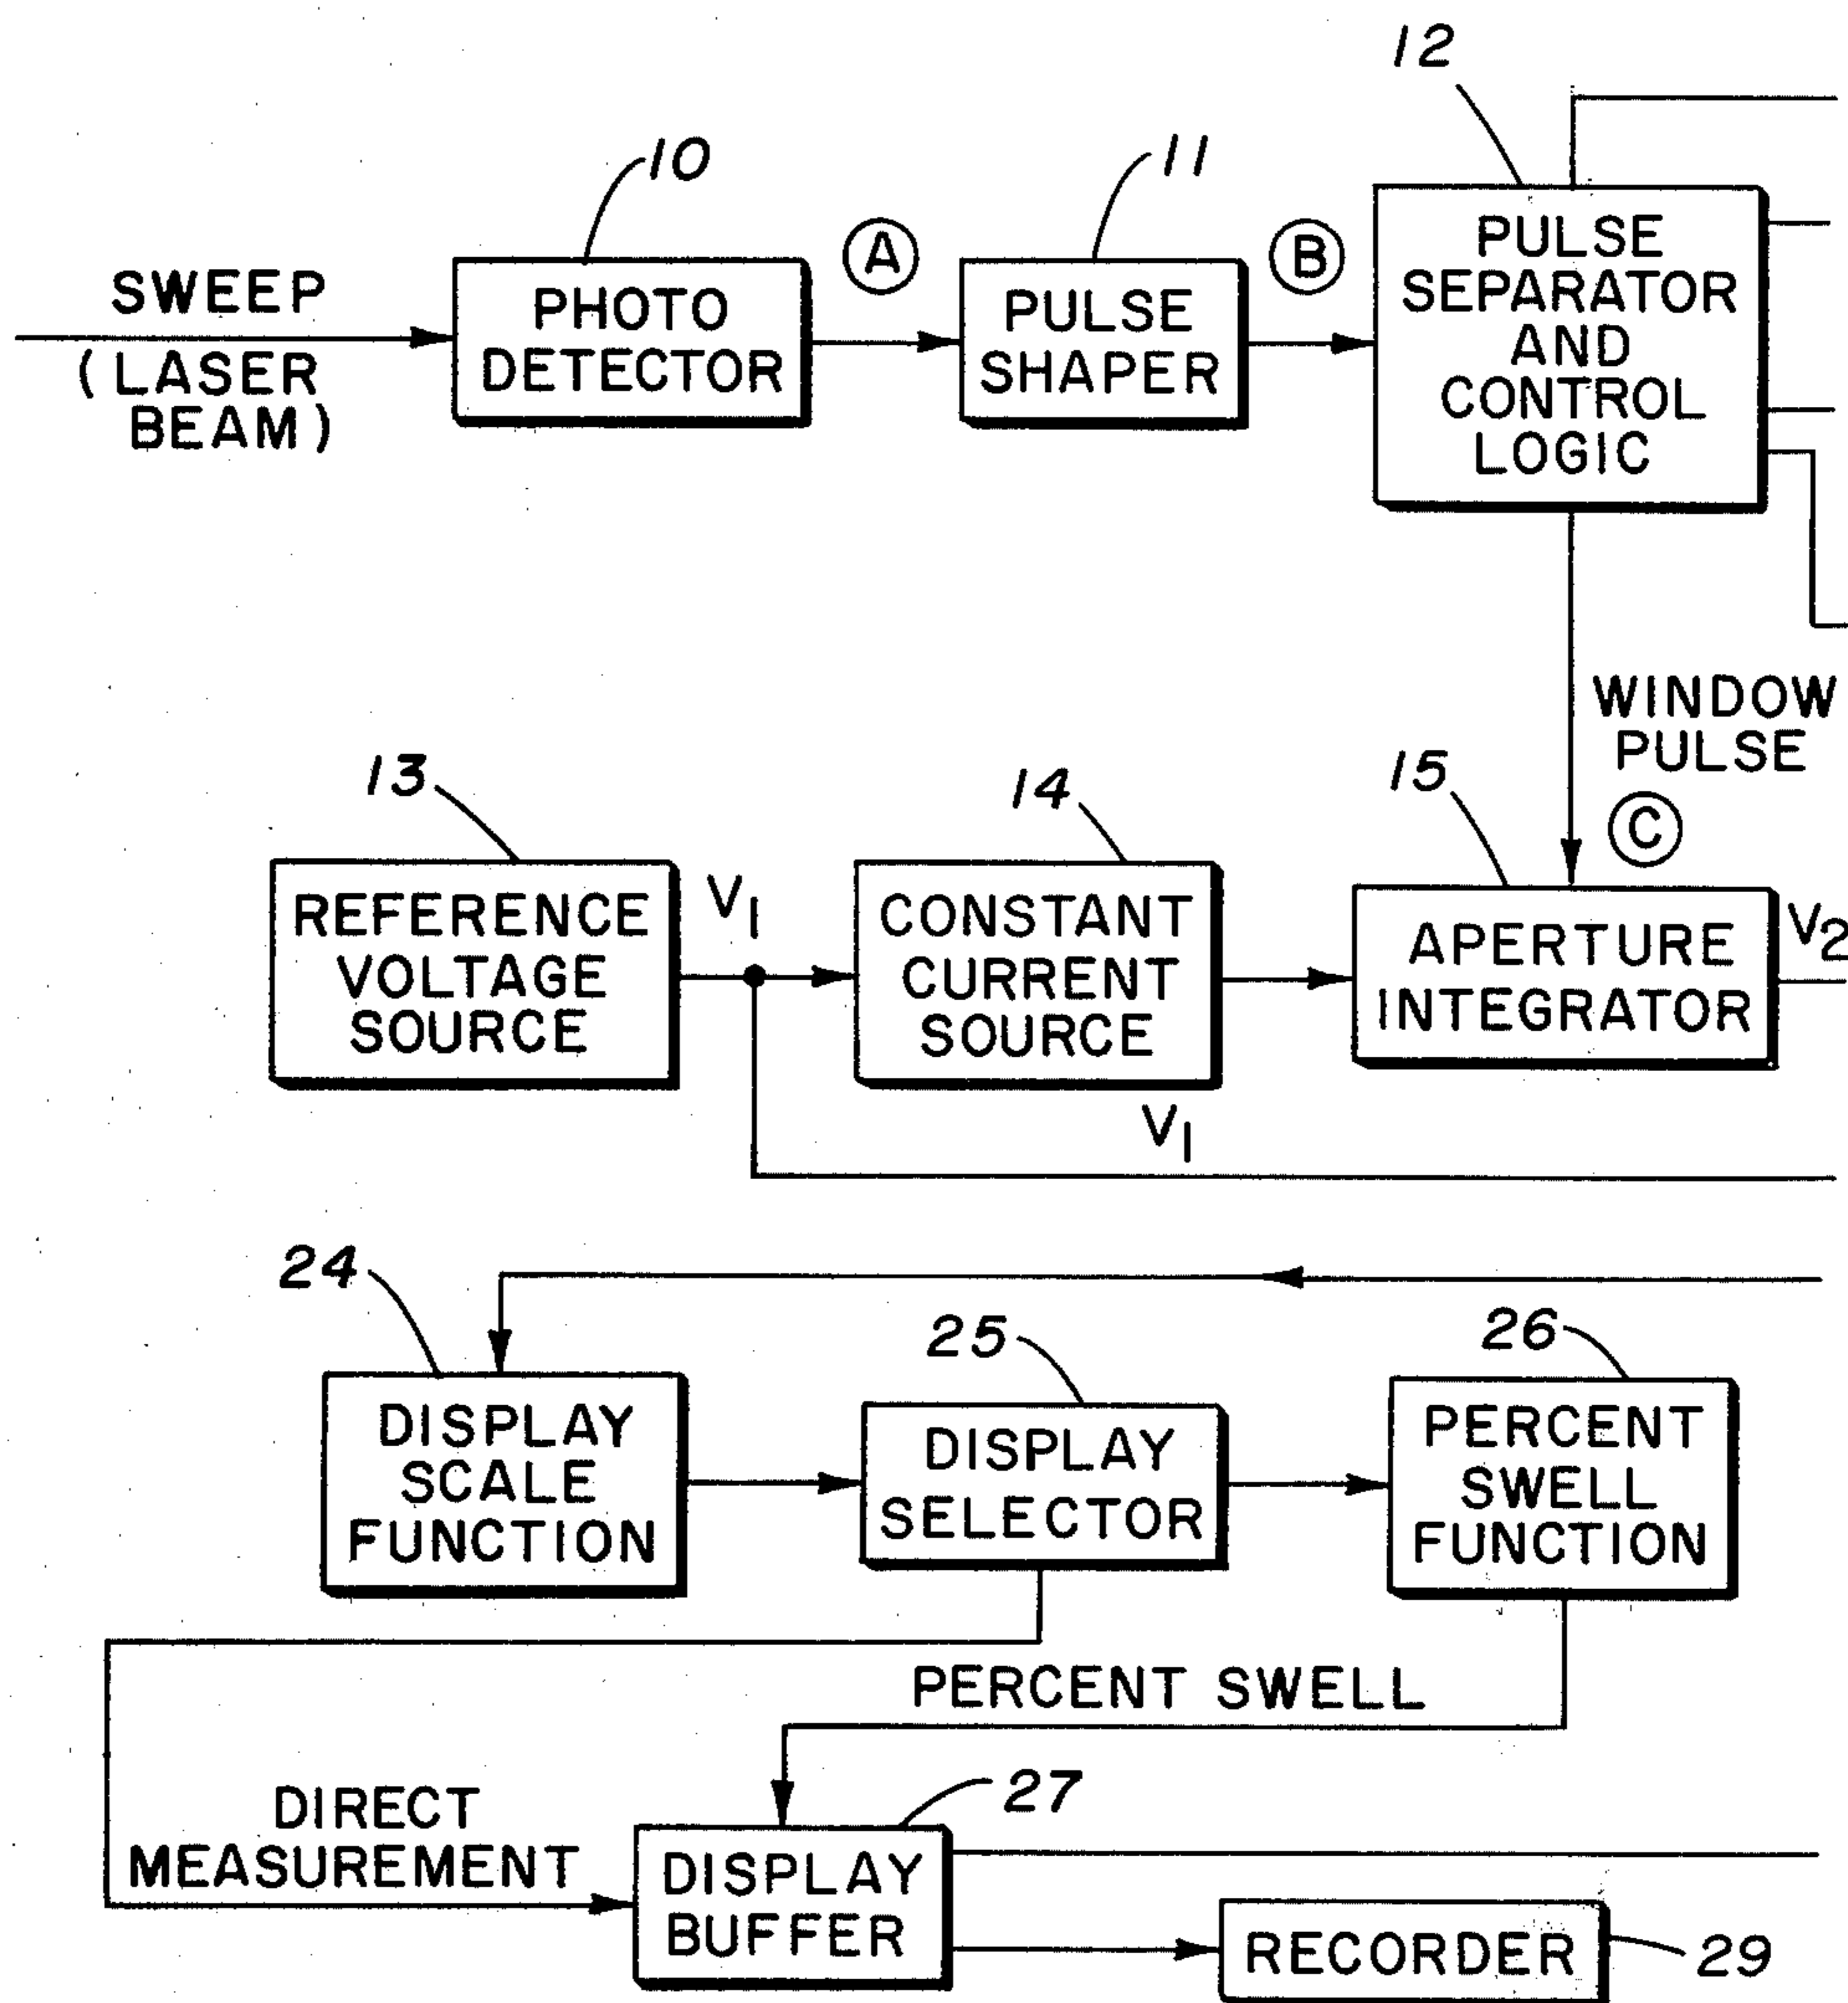 12
10
11
A
B
SWEEP
(LASER
BEAM)
PHOTO
DETECTOR
PULSE
SHAPER
PULSE
SEPARATOR
AND
CONTROL
LOGIC
WINDOW
PULSE
C
13
14
15
REFERENCE
VOLTAGE
SOURCE
V1
CONSTANT
CURRENT
SOURCE
APERTURE
INTEGRATOR
V2
V1
24
25
26
DISPLAY
SCALE
FUNCTION
DISPLAY
SELECTOR
PERCENT
SWELL
FUNCTION
PERCENT SWELL
DIRECT
MEASUREMENT
27
DISPLAY
BUFFER
RECORDER
29